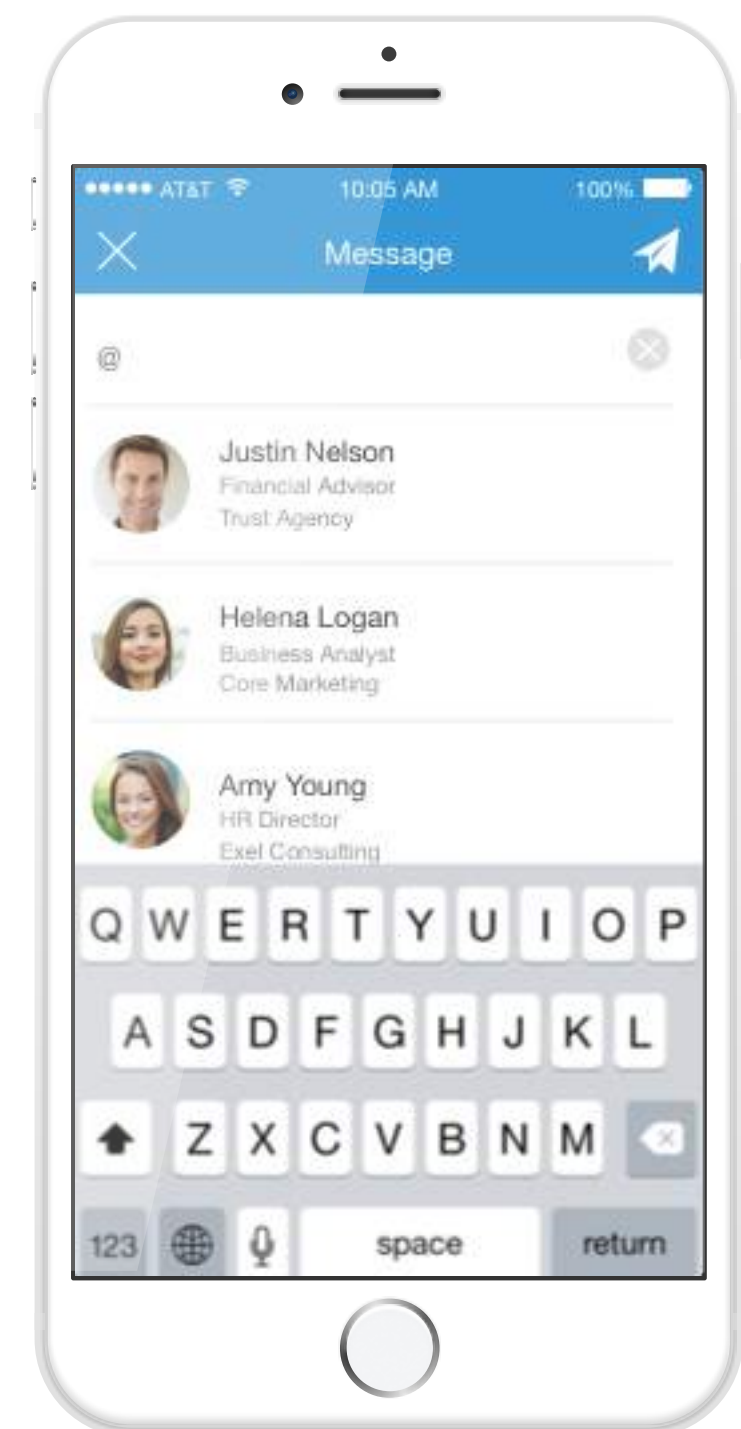 AT&T 10:05 AM 100%
Message
@
Justin Nelson
Financial Advisor
Trust Agency
Helena Logan
Business Analyst
Core Marketing
Amy Young
HR Director
Exel Consulting
Q W E R T Y U I O P
A S D F G H J K L
Z X C V B N M
123 space return